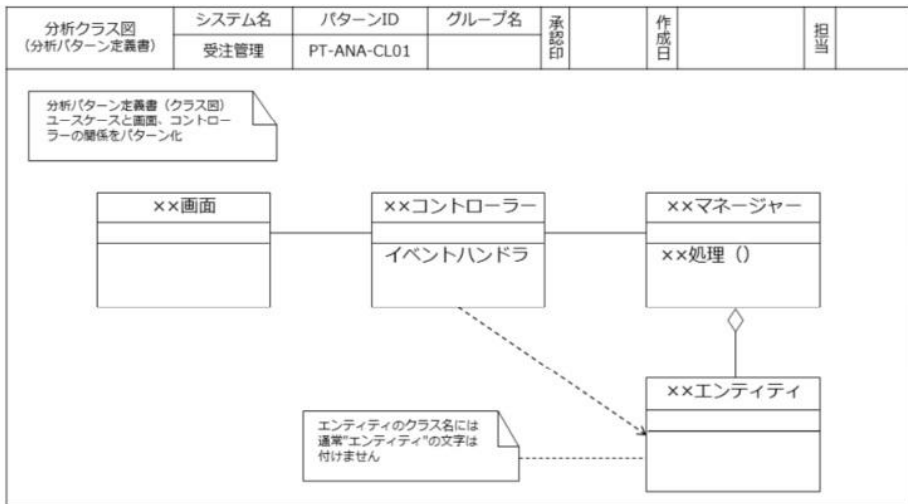 分析クラス図
(分析パターン定義書)
システム名
パターンID
グループ名
承認印
作成日
担当
受注管理
PT-ANA-CL01
分析パターン定義書（クラス図）
ユースケースと画面、コントロー
ラーの関係をパターン化
××画面
××コントローラー
イベントハンドラ
××マネージャー
××処理（）
××エンティティ
エンティティのクラス名には
通常"エンティティ"の文字は
付けません